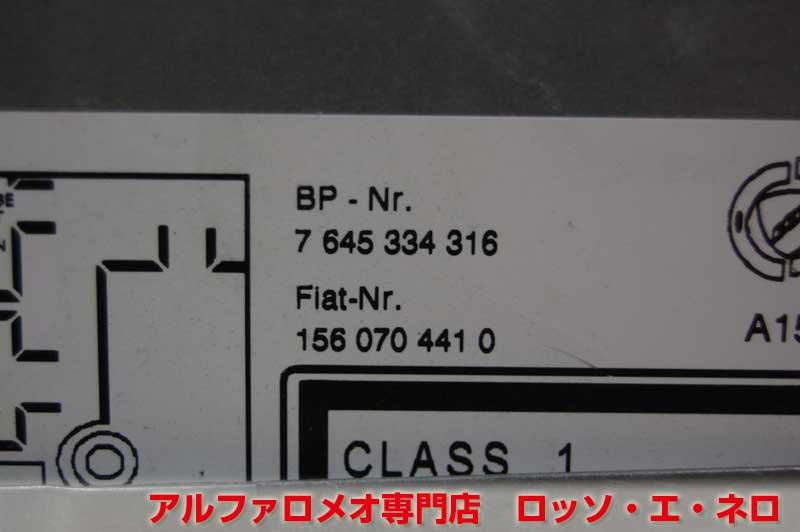 BP - Nr.
7 645 334 316
Fiat-Nr.
156 070 441 0
CLASS 1
アルファロメオ専門店 ロッソ・エ・ネロ